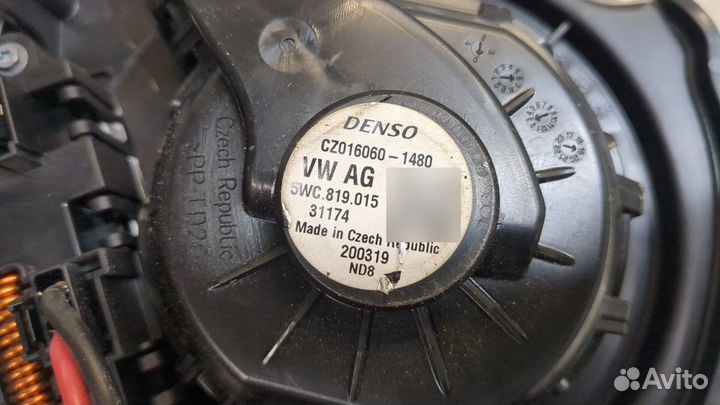 DENSO
CZ016060-1480
VW AG
5WC.819.015
31174
Made in Czech Republic
200319
ND8
Czech Republic
Avito